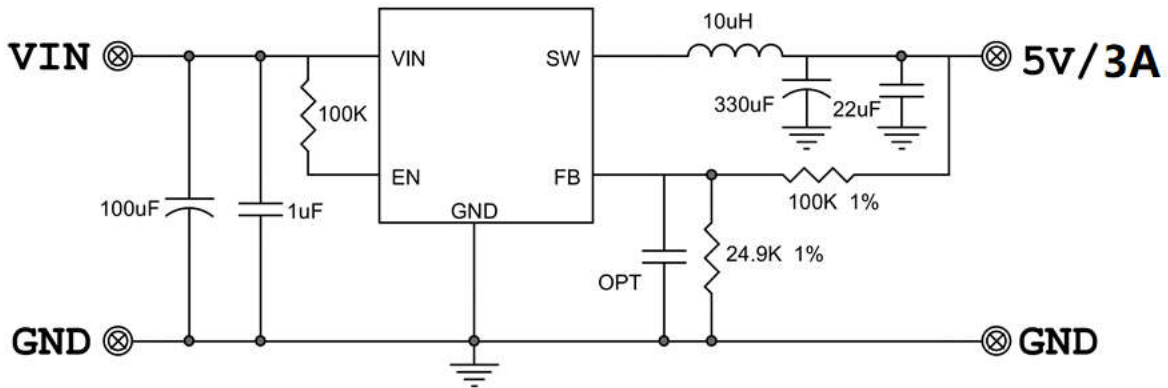 10uH
VIN
VIN
SW
5V/3A
100K
330uF
22uF
EN
FB
100uF
1uF
GND
100K 1%
24.9K 1%
OPT
GND
GND